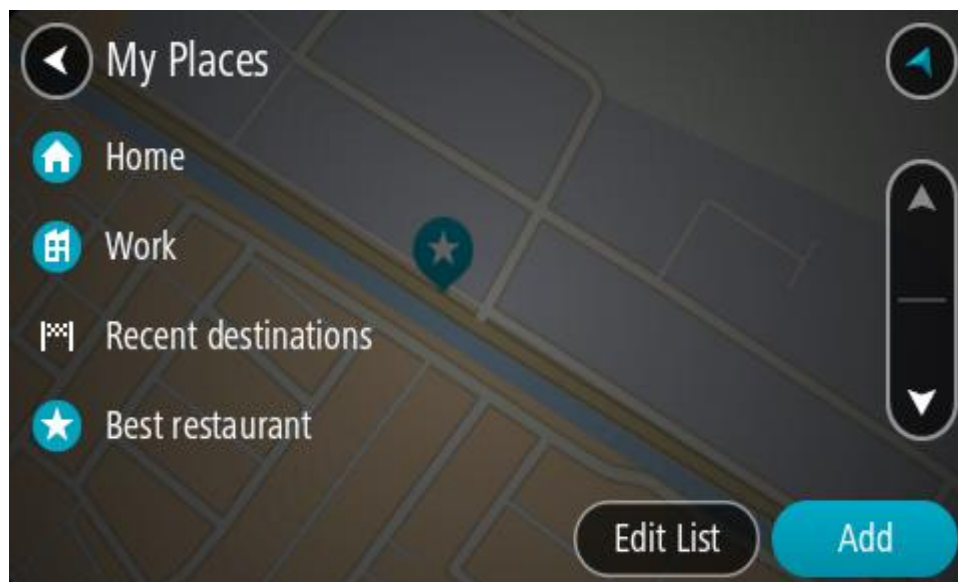 My Places
Home
Work
Recent destinations
Best restaurant
Edit List
Add